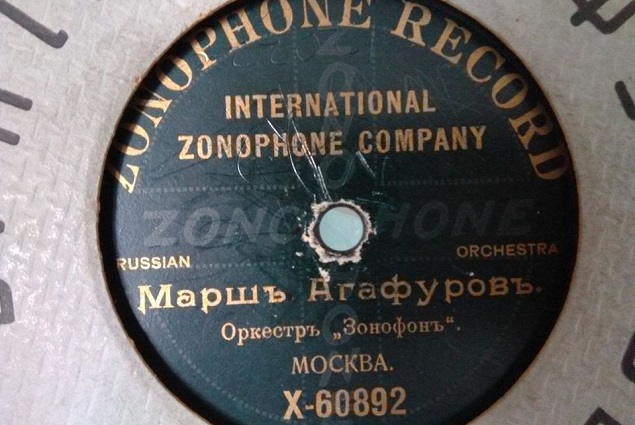 ZONOPHONE RECORD
INTERNATIONAL
ZONOPHONE COMPANY
ZONOPHONE
RUSSIAN ORCHESTRA
Маршъ Агафуровъ.
Оркестръ „Зонофонъ“.
МОСКВА.
X-60892